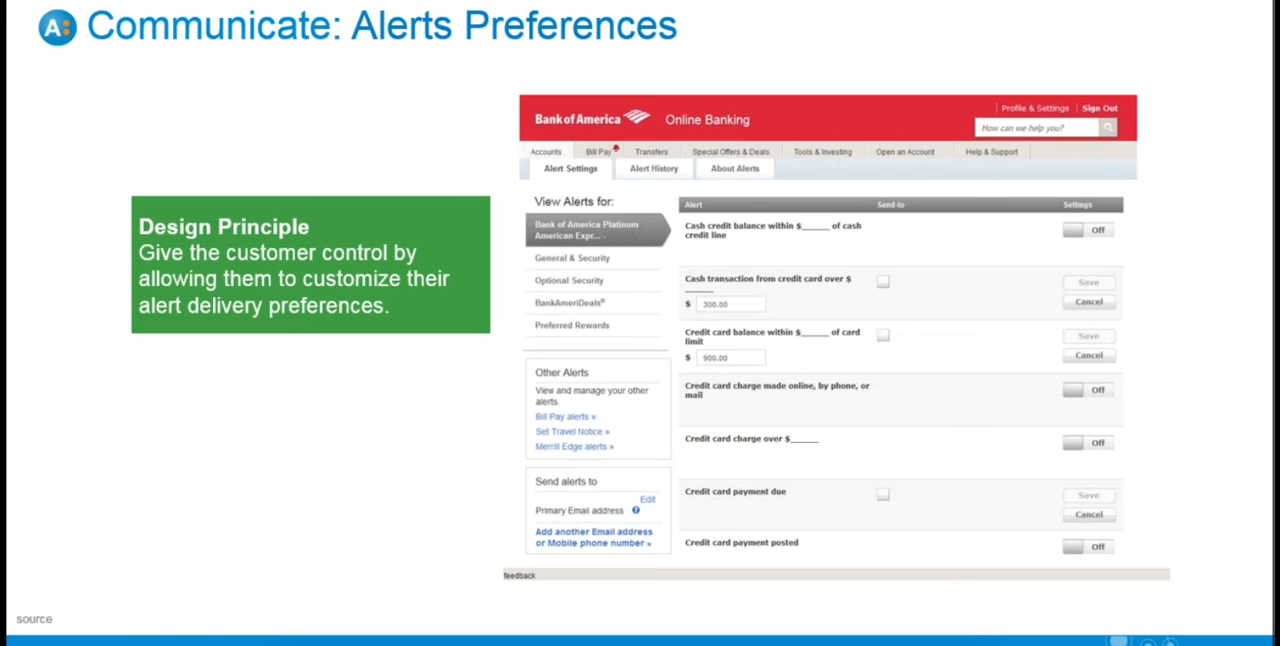 A:
Communicate: Alerts Preferences
Design Principle
Give the customer control by
allowing them to customize their
alert delivery preferences.
Bank of America
Online Banking
Profile & Settings
Sign Out
How can we help you?
Accounts
Bill Pay
Transfers
Special Offers & Deals
Tools & Investing
Open an Account
Help & Support
Alert Settings
Alert History
About Alerts
View Alerts for:
Bank of America Platinum
American Expr... -
General & Security
Optional Security
BankAmeriDeals®
Preferred Rewards
Other Alerts
View and manage your other
alerts.
Bill Pay alerts »
Set Travel Notice »
Merrill Edge alerts »
Send alerts to
Edit
Primary Email address
Add another Email address
or Mobile phone number »
Alert
Send-to
Settings
Cash credit balance within $______ of cash
credit line
Off
Cash transaction from credit card over $
______
$ 300.00
Save
Cancel
Credit card balance within $______ of card
limit
$ 900.00
Save
Cancel
Credit card charge made online, by phone, or
mail
Off
Credit card charge over $______
Off
Credit card payment due
Save
Cancel
Credit card payment posted
Off
feedback
source